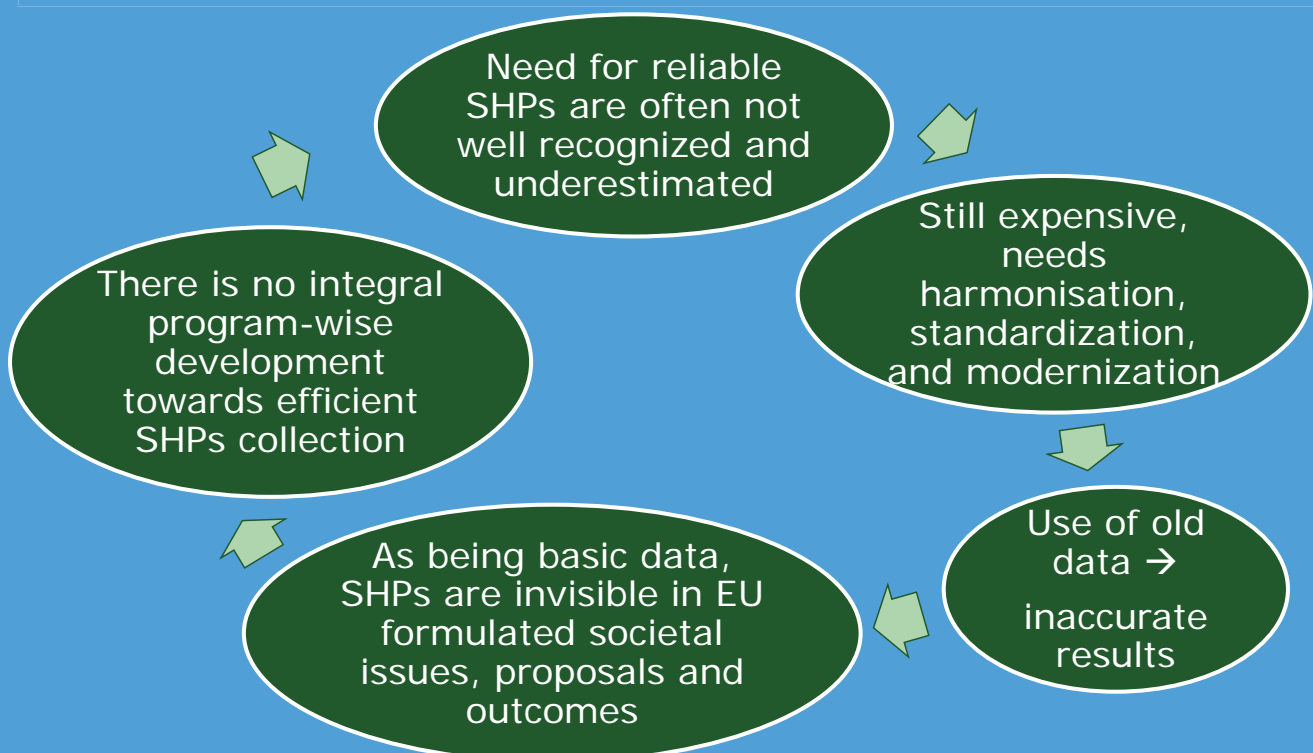 Need for reliable
SHPs are often not
well recognized and
underestimated
Still expensive,
needs
harmonisation,
standardization,
and modernization
Use of old
data →
inaccurate
results
As being basic data,
SHPs are invisible in EU
formulated societal
issues, proposals and
outcomes
There is no integral
program-wise
development
towards efficient
SHPs collection